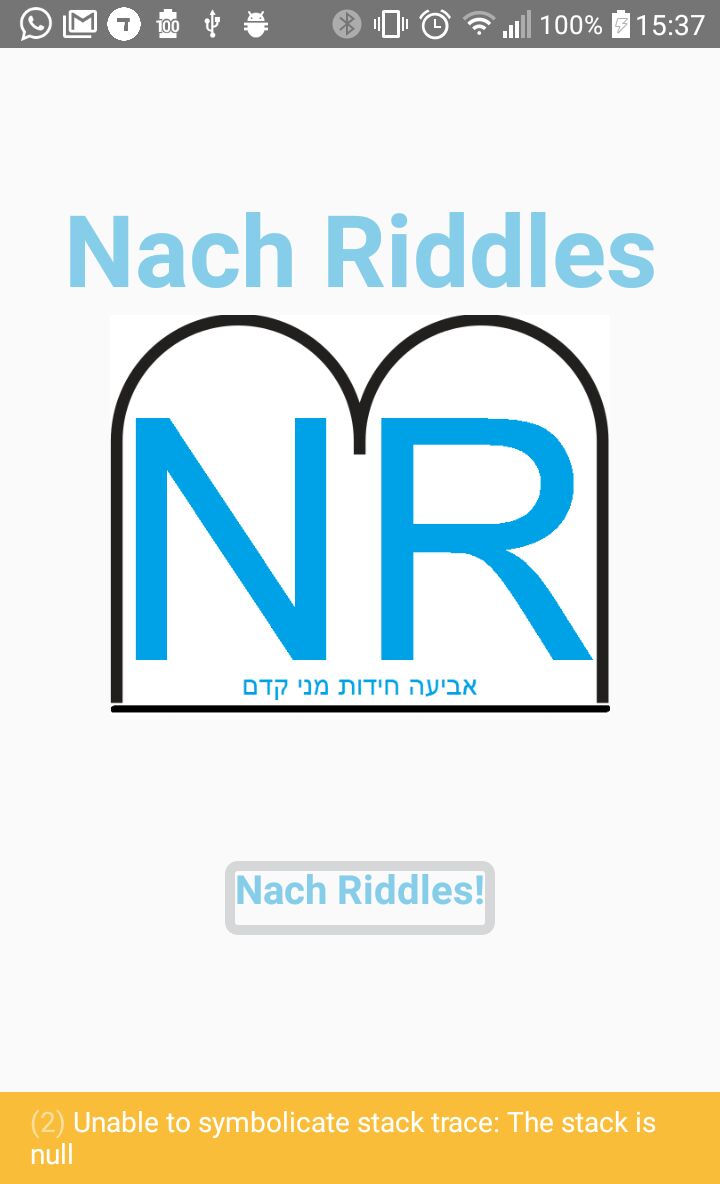 100 100% 15:37
Nach Riddles
NR
אביעה חידות מני קדם
Nach Riddles!
(2) Unable to symbolicate stack trace: The stack is
null